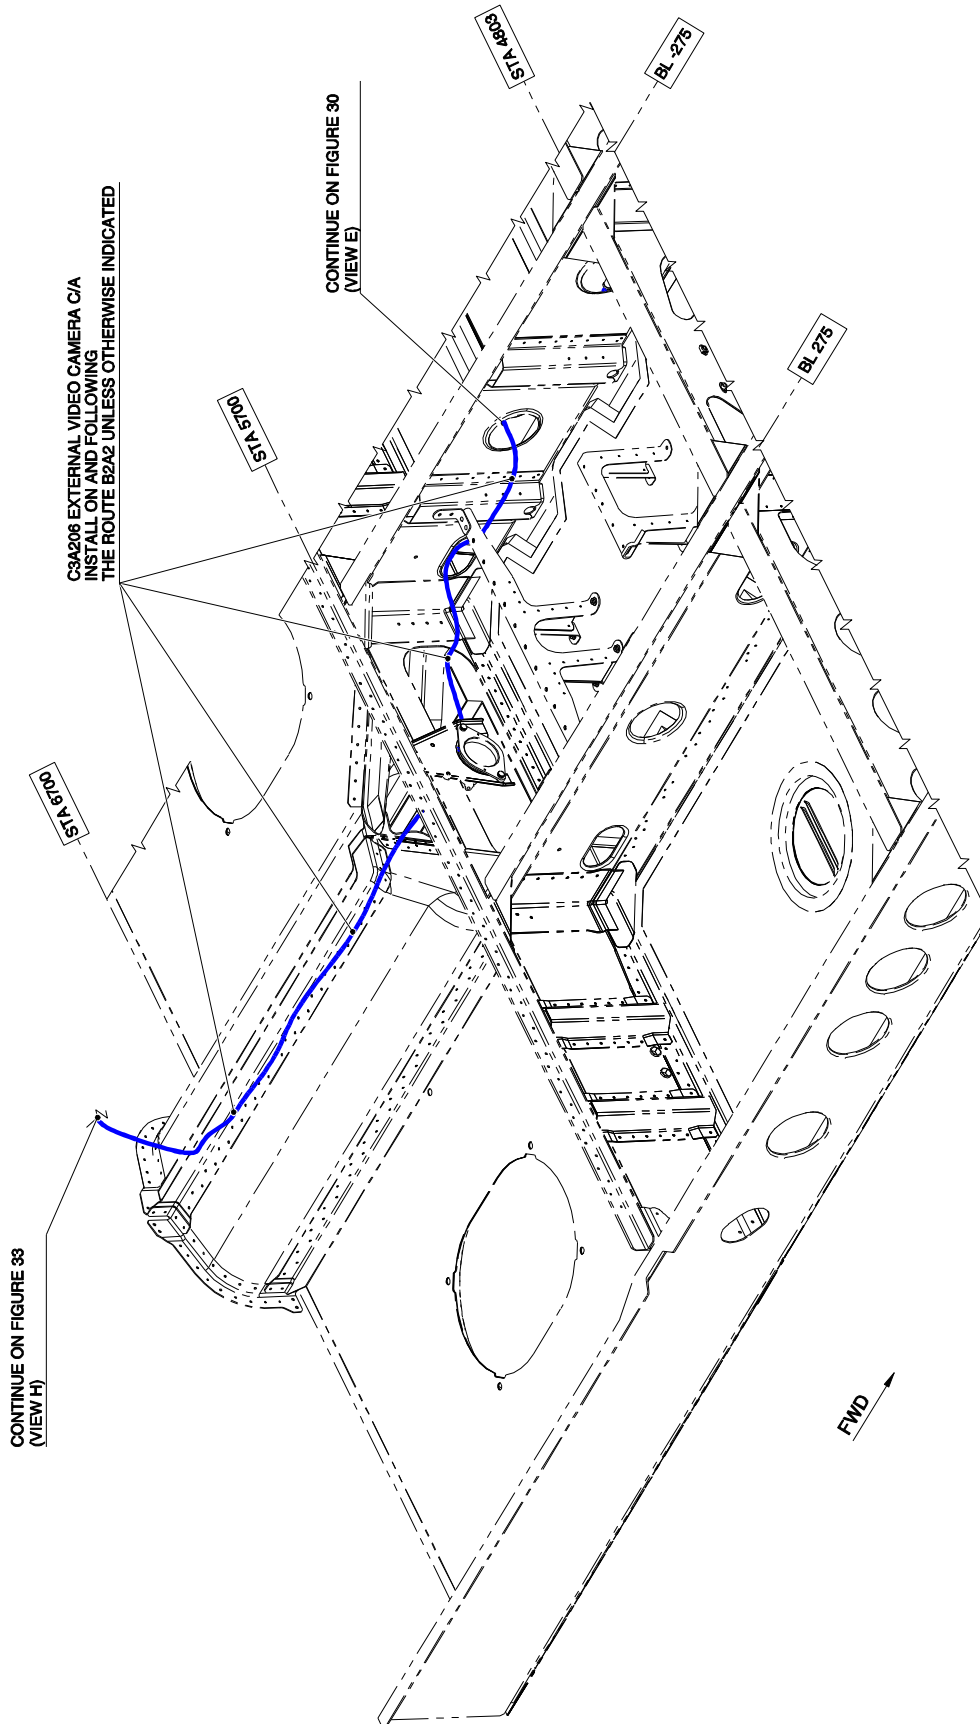 CONTINUE ON FIGURE 33
(VIEW H)
STA 6700
C3A206 EXTERNAL VIDEO CAMERA C/A
INSTALL ON AND FOLLOWING
THE ROUTE B2A2 UNLESS OTHERWISE INDICATED
STA 5700
CONTINUE ON FIGURE 30
(VIEW E)
STA 4803
BL -275
BL 275
FWD